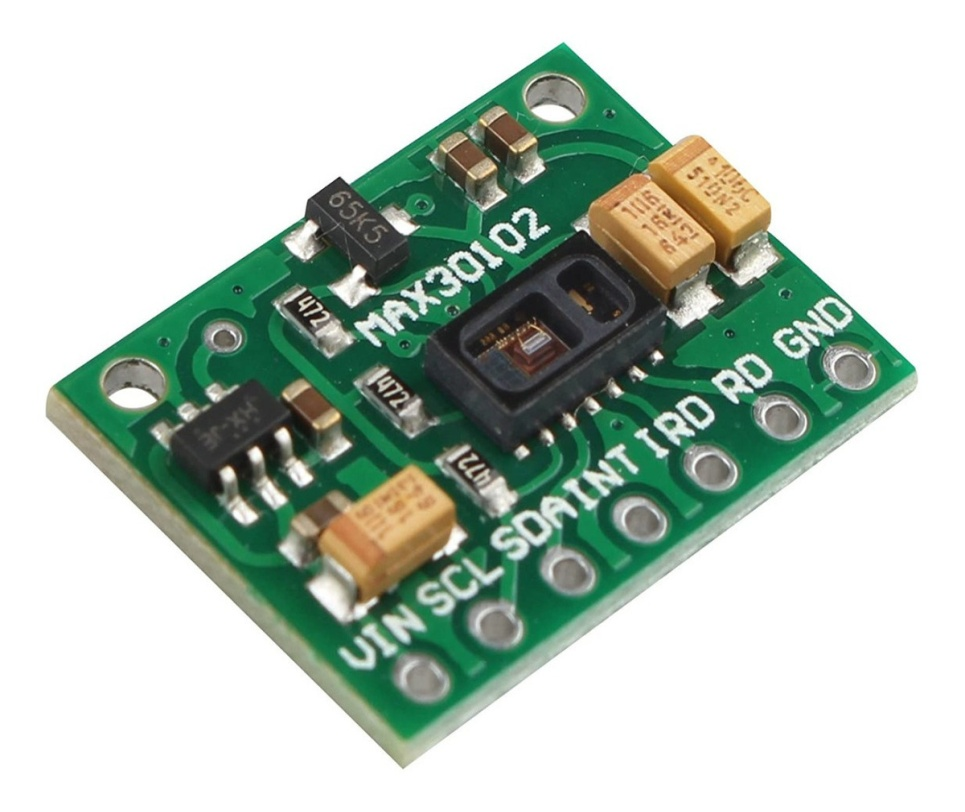 65K5
MAX30102
472
472
472
VIN SCL SDA INT IRD RD GND